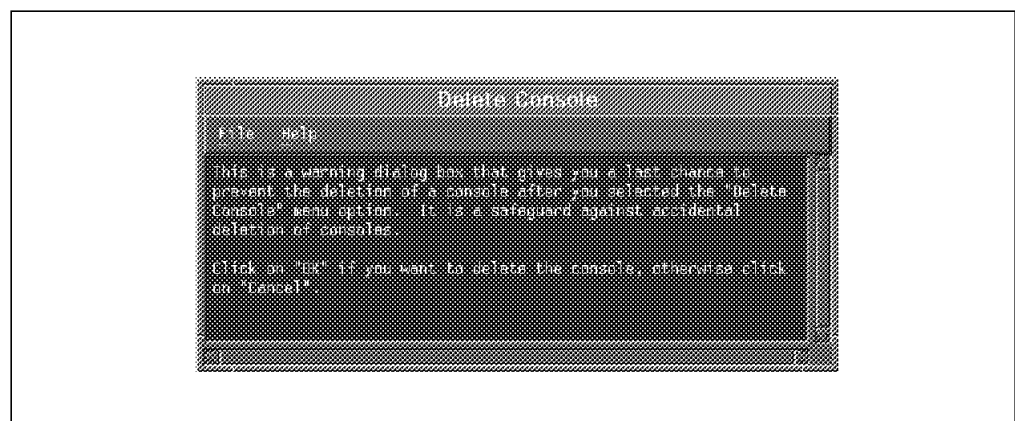 Delete Console
File Help
This is a warning dialog box that gives you a last chance to
prevent the deletion of a console after you selected the "Delete
Console" menu option. It is a safeguard against accidental
deletion of consoles.
Click on "OK" if you want to delete the console, otherwise click
on "Cancel".